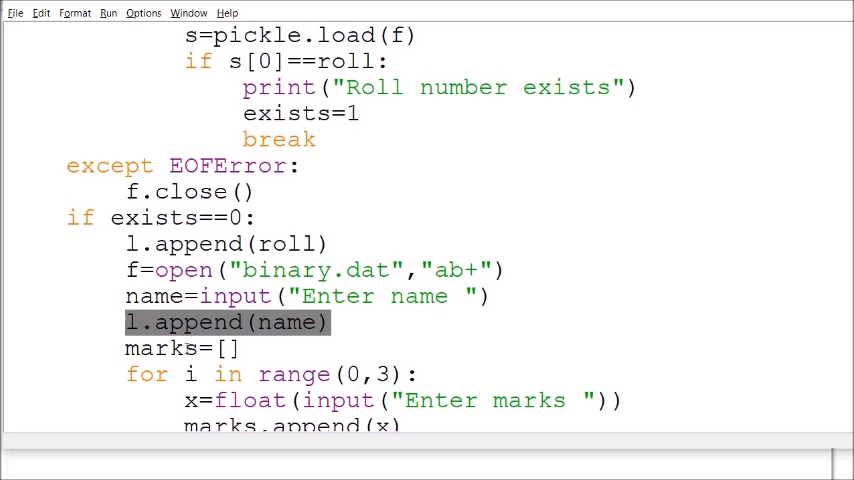 File Edit Format Run Options Window Help
s=pickle.load(f)
if s[0]==roll:
print("Roll number exists")
exists=1
break
except EOFError:
f.close()
if exists==0:
l.append(roll)
f=open("binary.dat","ab+")
name=input("Enter name ")
l.append(name)
marks=[]
for i in range(0,3):
x=float(input("Enter marks "))
marks.append(x)